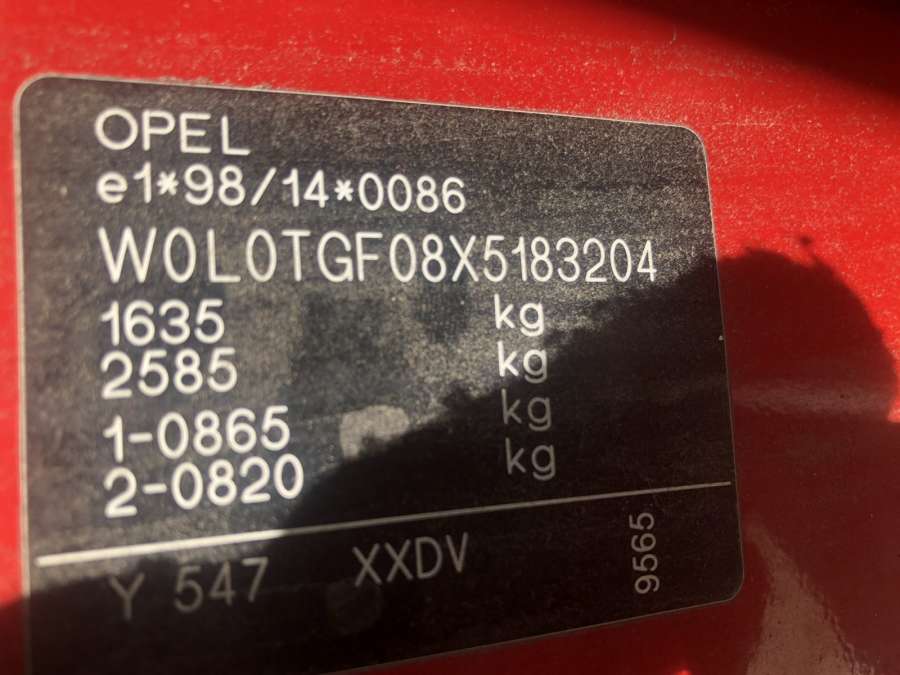 OPEL
e1*98/14*0086
W0L0TGF08X5183204
1635 kg
2585 kg
1-0865 kg
2-0820 kg
Y 547 XXDV 9565